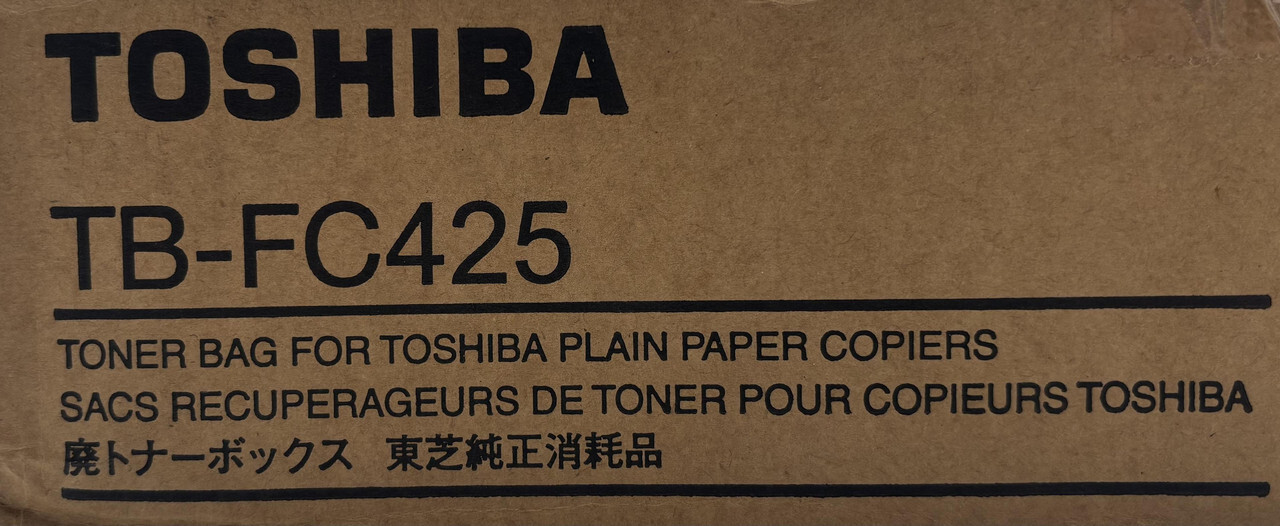 TOSHIBA
TB-FC425
TONER BAG FOR TOSHIBA PLAIN PAPER COPIERS
SACS RECUPERAGEURS DE TONER POUR COPIEURS TOSHIBA
廃トナーボックス 東芝純正消耗品